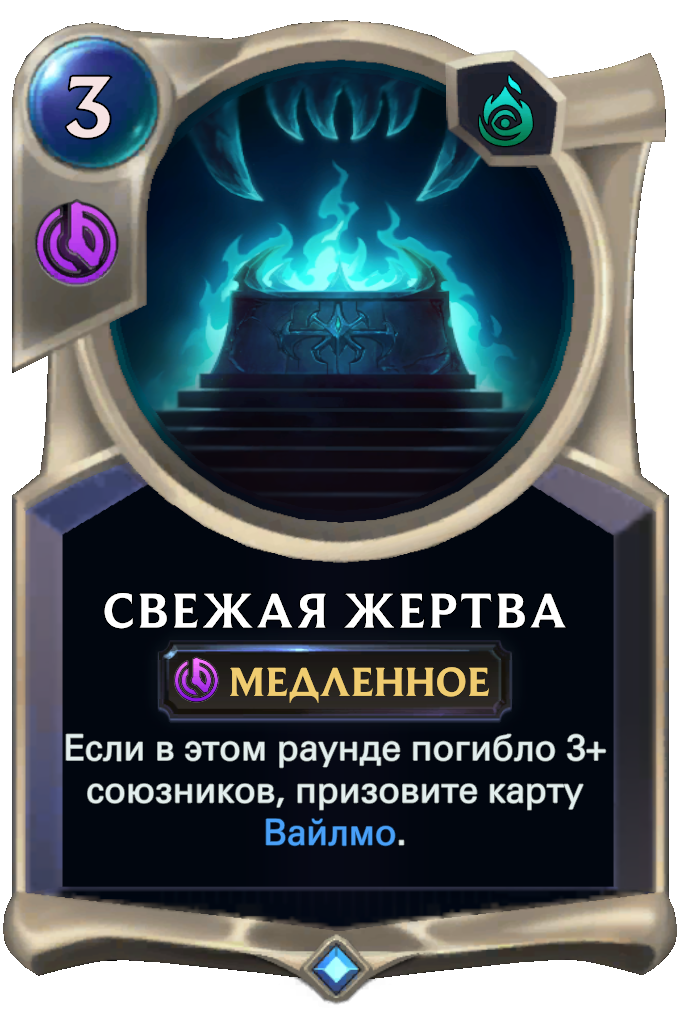 3
СВЕЖАЯ ЖЕРТВА
МЕДЛЕННОЕ
Если в этом раунде погибло 3+
союзников, призовите карту
Вайлмо.